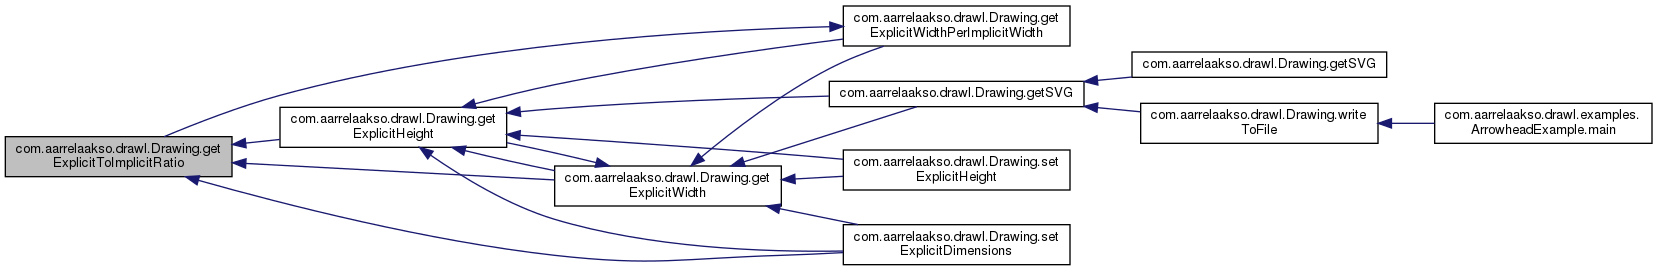 com.aarrelaakso.drawl.Drawing.get
ExplicitToImplicitRatio
com.aarrelaakso.drawl.Drawing.get
ExplicitHeight
com.aarrelaakso.drawl.Drawing.get
ExplicitWidth
com.aarrelaakso.drawl.Drawing.get
ExplicitWidthPerImplicitWidth
com.aarrelaakso.drawl.Drawing.getSVG
com.aarrelaakso.drawl.Drawing.set
ExplicitHeight
com.aarrelaakso.drawl.Drawing.set
ExplicitDimensions
com.aarrelaakso.drawl.Drawing.getSVG
com.aarrelaakso.drawl.Drawing.write
ToFile
com.aarrelaakso.drawl.examples.
ArrowheadExample.main